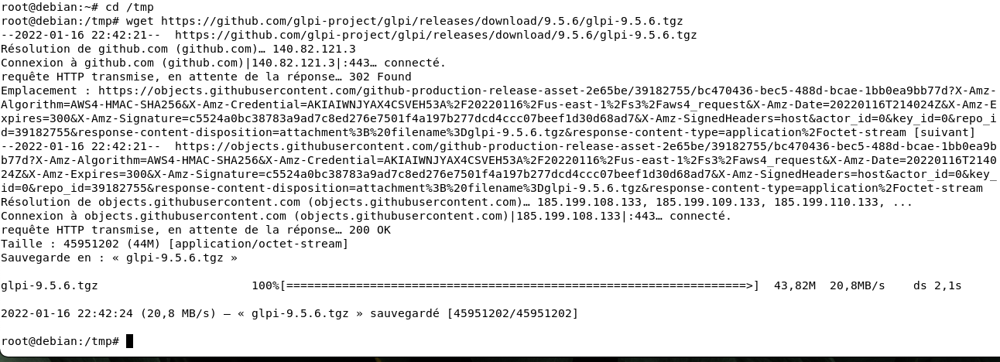 root@debian:~# cd /tmp
root@debian:/tmp# wget https://github.com/glpi-project/glpi/releases/download/9.5.6/glpi-9.5.6.tgz
--2022-01-16 22:42:21--  https://github.com/glpi-project/glpi/releases/download/9.5.6/glpi-9.5.6.tgz
Résolution de github.com (github.com)… 140.82.121.3
Connexion à github.com (github.com)|140.82.121.3|:443… connecté.
requête HTTP transmise, en attente de la réponse… 302 Found
Emplacement : https://objects.githubusercontent.com/github-production-release-asset-2e65be/39182755/bc470436-bec5-488d-bcae-1bb0ea9bb77d?X-Amz-
Algorithm=AWS4-HMAC-SHA256&X-Amz-Credential=AKIAIWNJYAX4CSVEH53A%2F20220116%2Fus-east-1%2Fs3%2Faws4_request&X-Amz-Date=20220116T214024Z&X-Amz-E
xpires=300&X-Amz-Signature=c5524a0bc38783a9ad7c8ed276e7501f4a197b277dcd4ccc07beef1d30d68ad7&X-Amz-SignedHeaders=host&actor_id=0&key_id=0&repo_i
d=39182755&response-content-disposition=attachment%3B%20filename%3Dglpi-9.5.6.tgz&response-content-type=application%2Foctet-stream [suivant]
--2022-01-16 22:42:21--  https://objects.githubusercontent.com/github-production-release-asset-2e65be/39182755/bc470436-bec5-488d-bcae-1bb0ea9b
b77d?X-Amz-Algorithm=AWS4-HMAC-SHA256&X-Amz-Credential=AKIAIWNJYAX4CSVEH53A%2F20220116%2Fus-east-1%2Fs3%2Faws4_request&X-Amz-Date=20220116T2140
24Z&X-Amz-Expires=300&X-Amz-Signature=c5524a0bc38783a9ad7c8ed276e7501f4a197b277dcd4ccc07beef1d30d68ad7&X-Amz-SignedHeaders=host&actor_id=0&key_
id=0&repo_id=39182755&response-content-disposition=attachment%3B%20filename%3Dglpi-9.5.6.tgz&response-content-type=application%2Foctet-stream
Résolution de objects.githubusercontent.com (objects.githubusercontent.com)… 185.199.108.133, 185.199.109.133, 185.199.110.133, ...
Connexion à objects.githubusercontent.com (objects.githubusercontent.com)|185.199.108.133|:443… connecté.
requête HTTP transmise, en attente de la réponse… 200 OK
Taille : 45951202 (44M) [application/octet-stream]
Sauvegarde en : « glpi-9.5.6.tgz »
glpi-9.5.6.tgz                      100%[==================================================================>]  43,82M  20,8MB/s    ds 2,1s
2022-01-16 22:42:24 (20,8 MB/s) — « glpi-9.5.6.tgz » sauvegardé [45951202/45951202]
root@debian:/tmp#